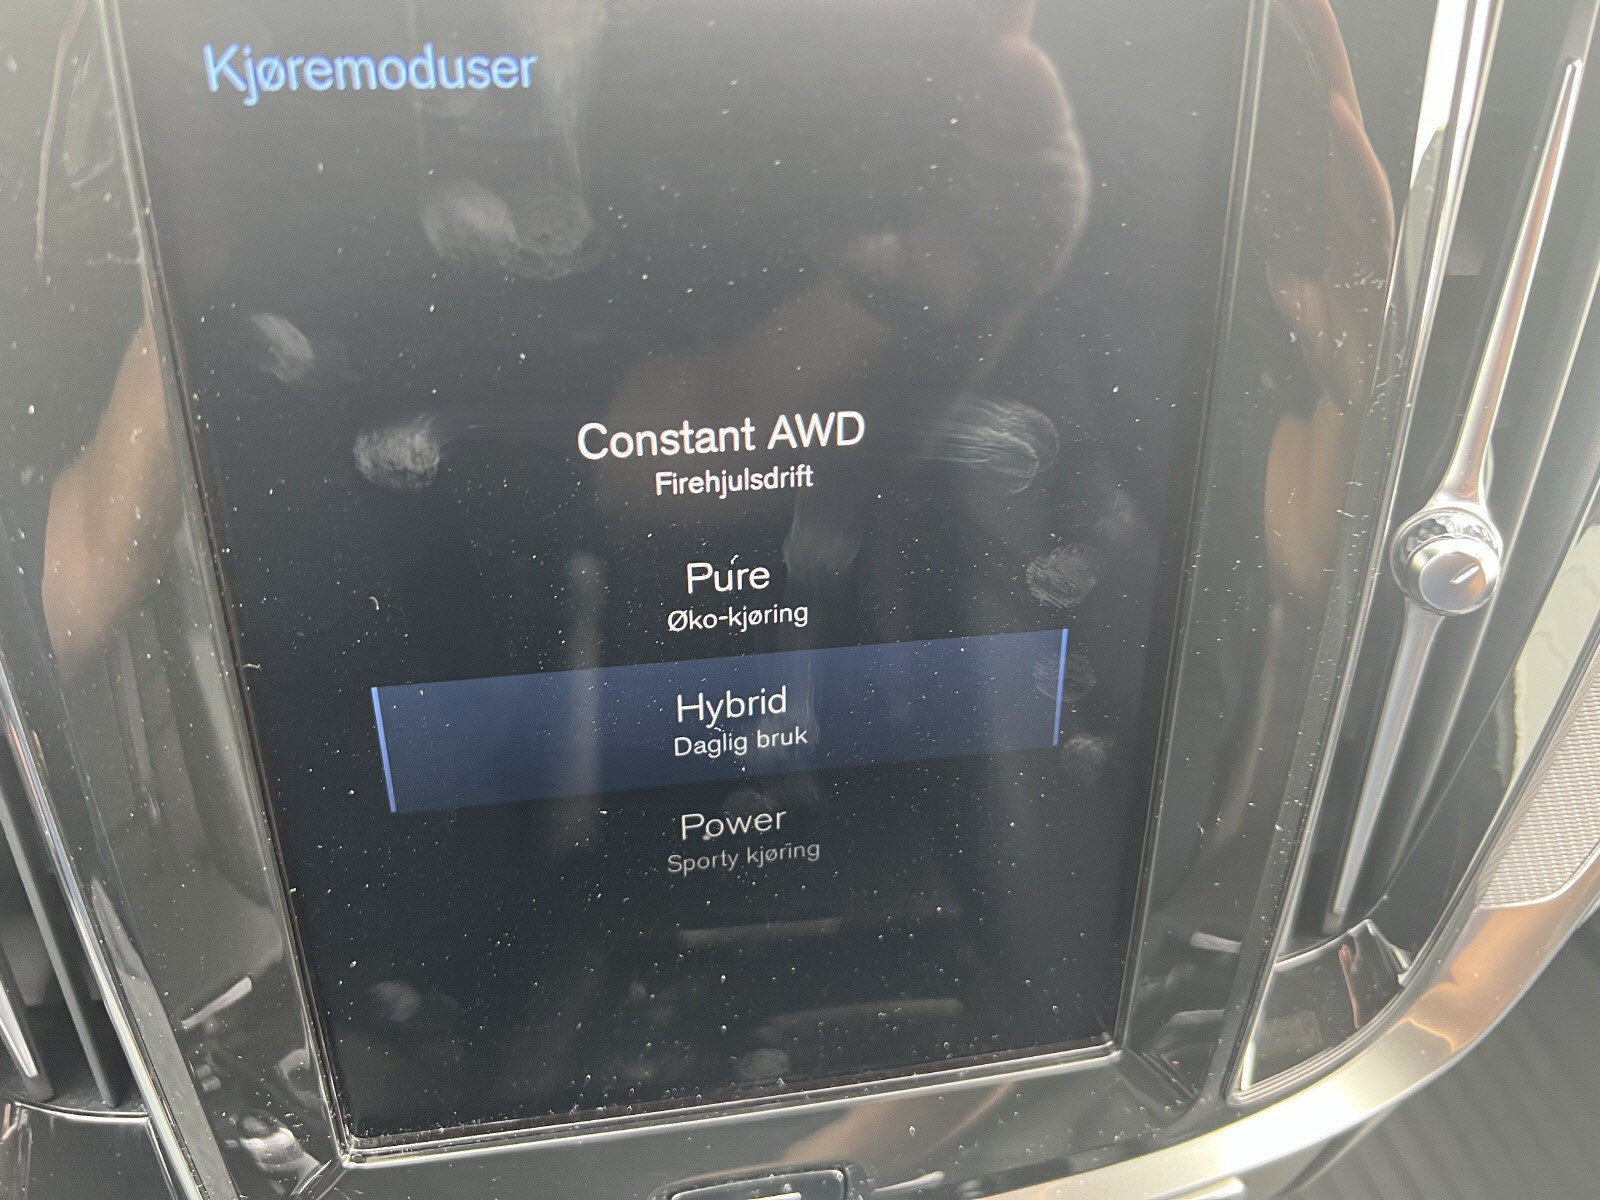 Kjøremoduser
Constant AWD
Firehjulsdrift
Pure
Øko-kjøring
Hybrid
Daglig bruk
Power
Sporty kjøring